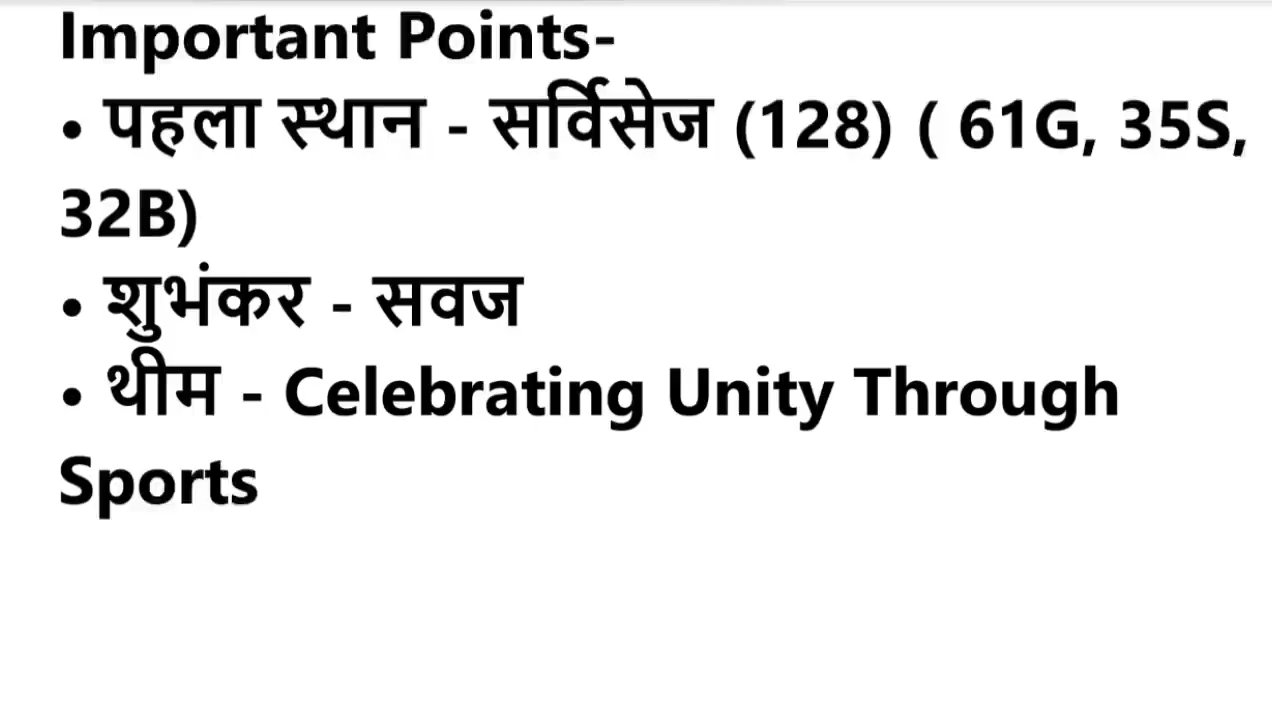 Important Points-
• पहला स्थान - सर्विसेज (128) ( 61G, 35S,
32B)
• शुभंकर - सवज
• थीम - Celebrating Unity Through
Sports